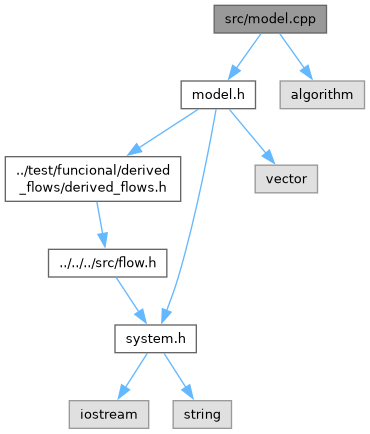 src/model.cpp
model.h
algorithm
../test/funcional/derived
_flows/derived_flows.h
vector
../../../src/flow.h
system.h
iostream
string